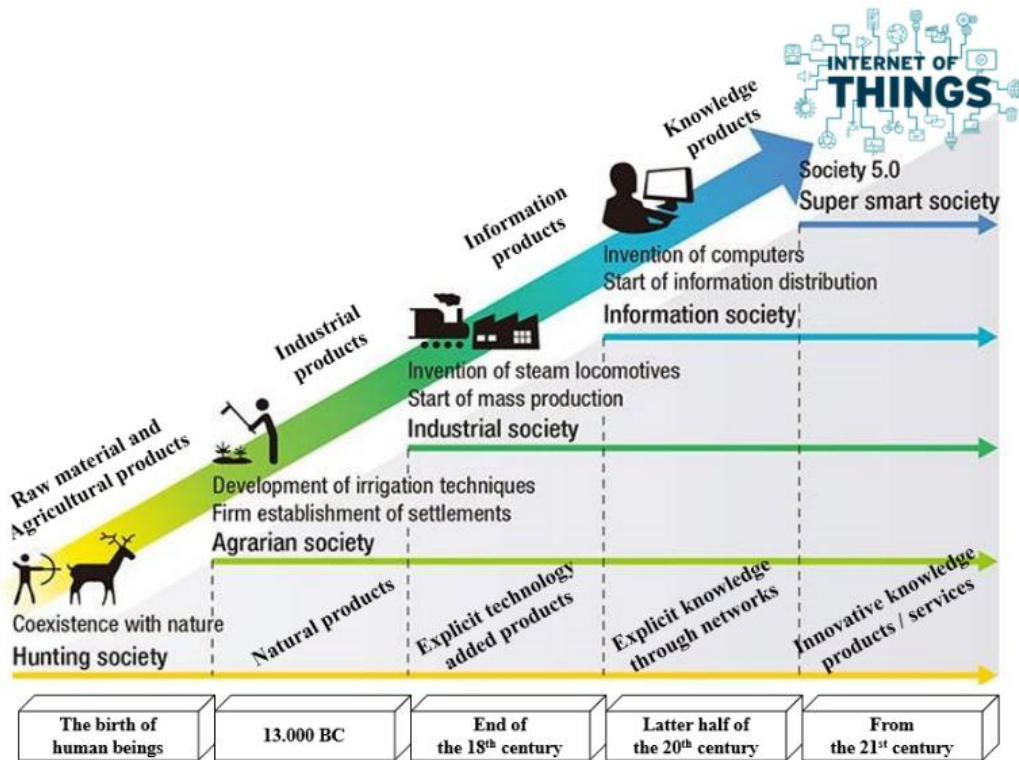 INTERNET OF
THINGS
Knowledge
products
Society 5.0
Super smart society
Information
products
Invention of computers
Start of information distribution
Information society
Industrial
products
Invention of steam locomotives
Start of mass production
Industrial society
Raw material and
Agricultural products
Development of irrigation techniques
Firm establishment of settlements
Agrarian society
Coexistence with nature
Hunting society
Natural products
Explicit technology
added products
Explicit knowledge
through networks
Innovative knowledge
products / services
The birth of
human beings
13.000 BC
End of
the 18th century
Latter half of
the 20th century
From
the 21st century